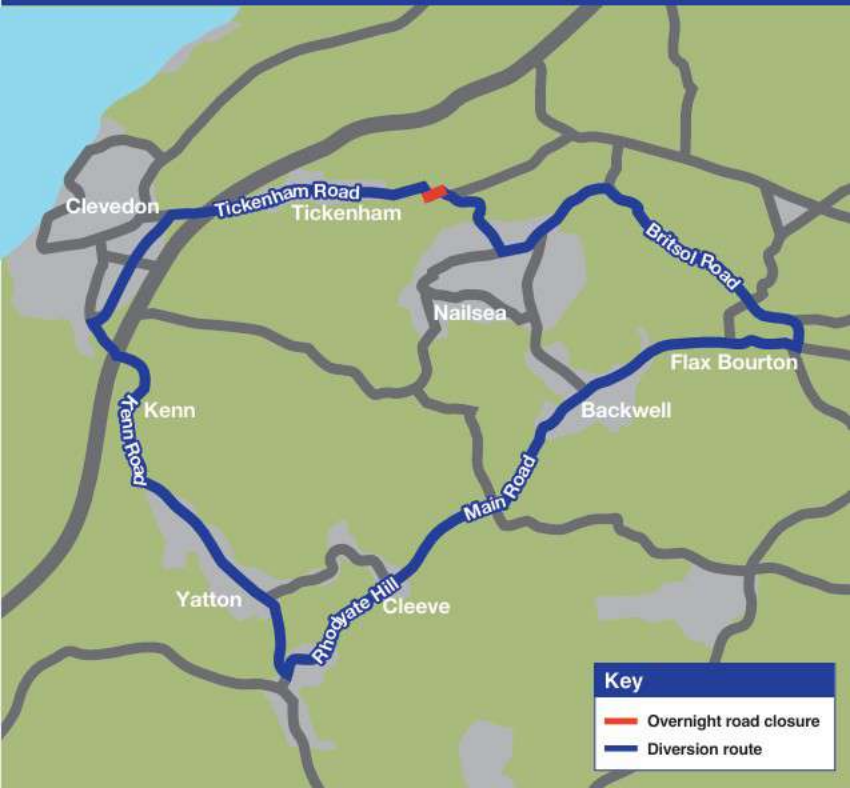 Clevedon
Tickenham Road
Tickenham
Britsol Road
Nailsea
Flax Bourton
Kenn
Kenn Road
Backwell
Main Road
Yatton
Rhodyate Hill
Cleeve
Key
Overnight road closure
Diversion route